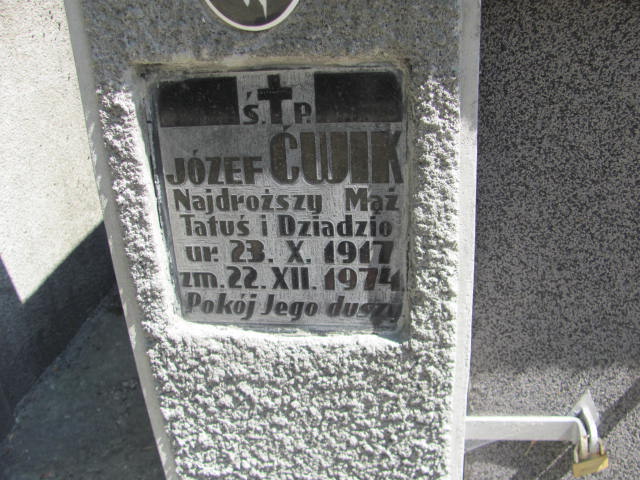 Ś. P.
JÓZEF ĆWIK
Najdroższy Mąż
Tatuś i Dziadzio
ur. 23. X. 1917
zm. 22. XII. 1974
Pokój Jego duszy